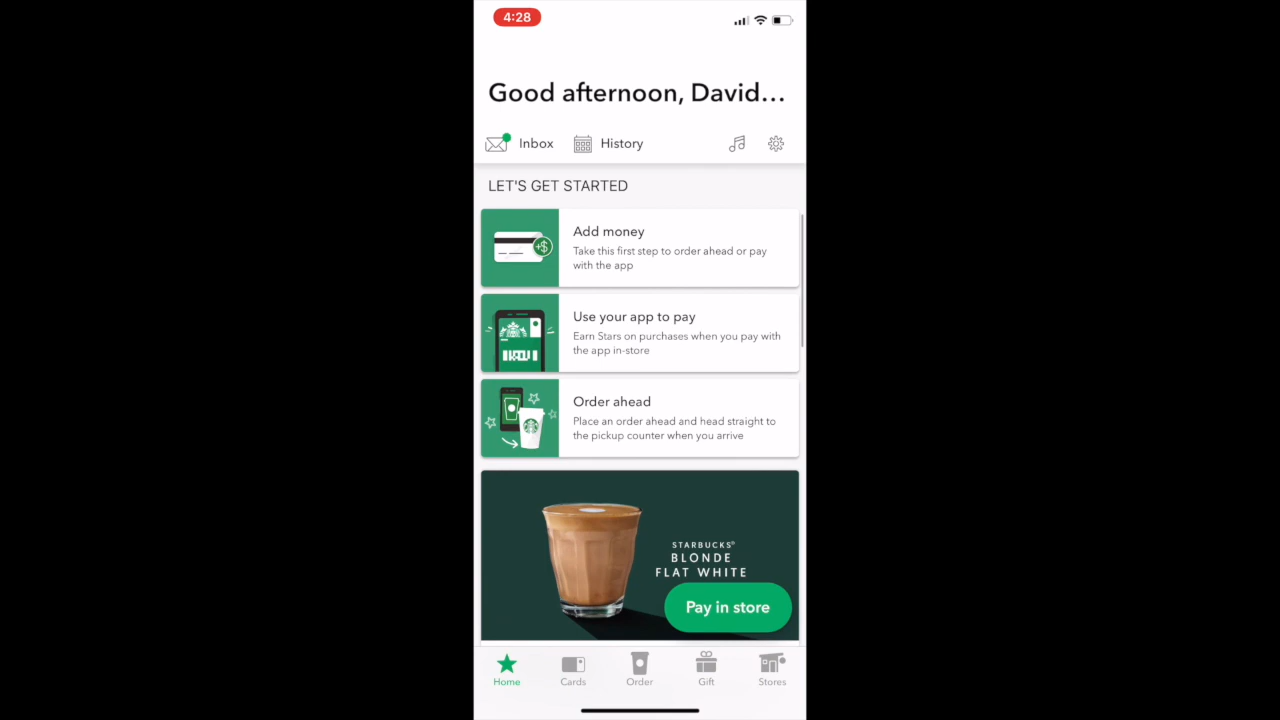 4:28
Good afternoon, David...
Inbox
History
LET'S GET STARTED
Add money
Take this first step to order ahead or pay
with the app
Use your app to pay
Earn Stars on purchases when you pay with
the app in-store
Order ahead
Place an order ahead and head straight to
the pickup counter when you arrive
STARBUCKS®
BLONDE
FLAT WHITE
Pay in store
Home
Cards
Order
Gift
Stores